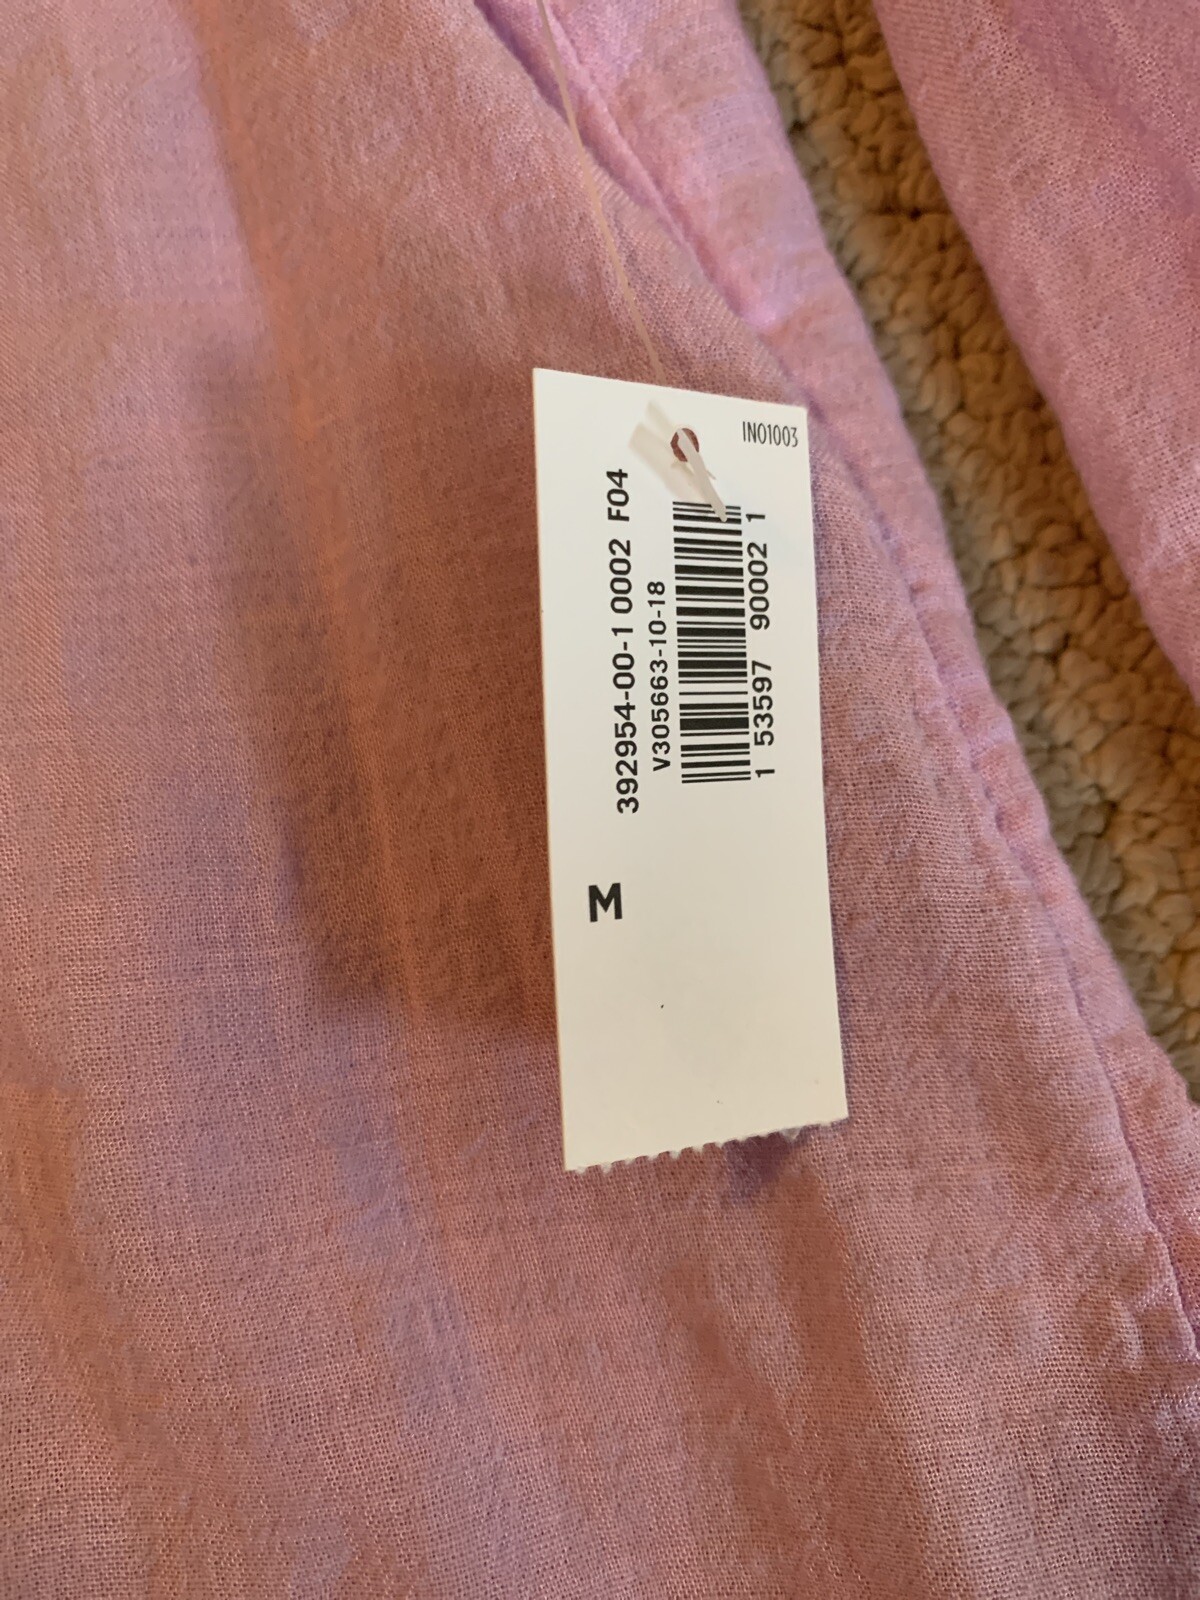 IN01003
392954-00-1 0002 F04
V305663-10-18
1 53597 90002 1
M